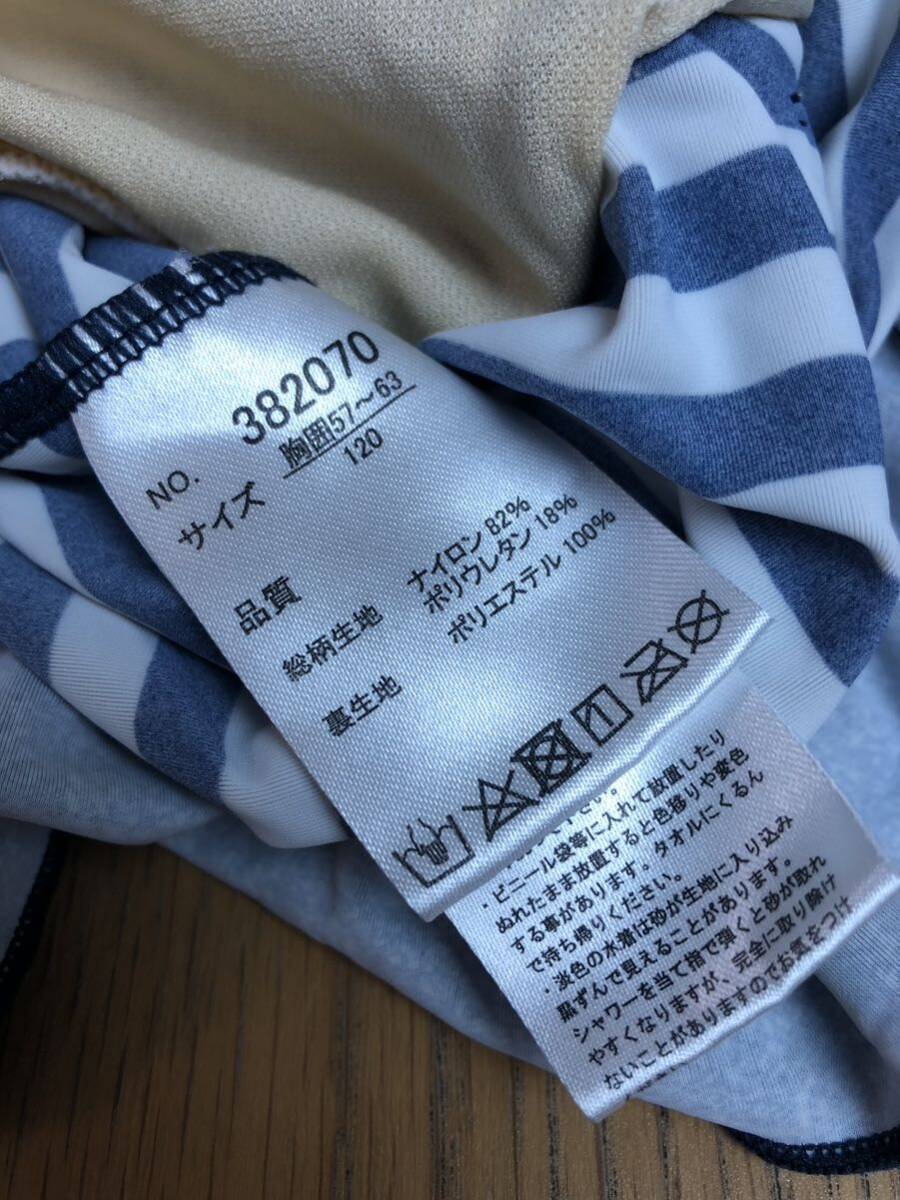 NO. 382070
サイズ 胸囲57～63
120
品質
総柄生地 ナイロン 82%
ポリウレタン 18%
裏生地 ポリエステル 100%
・ビニール袋等に入れて放置したり
ぬれたまま放置すると色移りや変色
する事があります。タオルにくるん
で持ち帰りください。
・淡色の水着は砂が生地に入り込み
黒ずんで見えることがあります。
シャワーを当て指で弾くと砂が取れ
やすくなりますが、完全に取り除け
ないことがありますのでお気をつけ